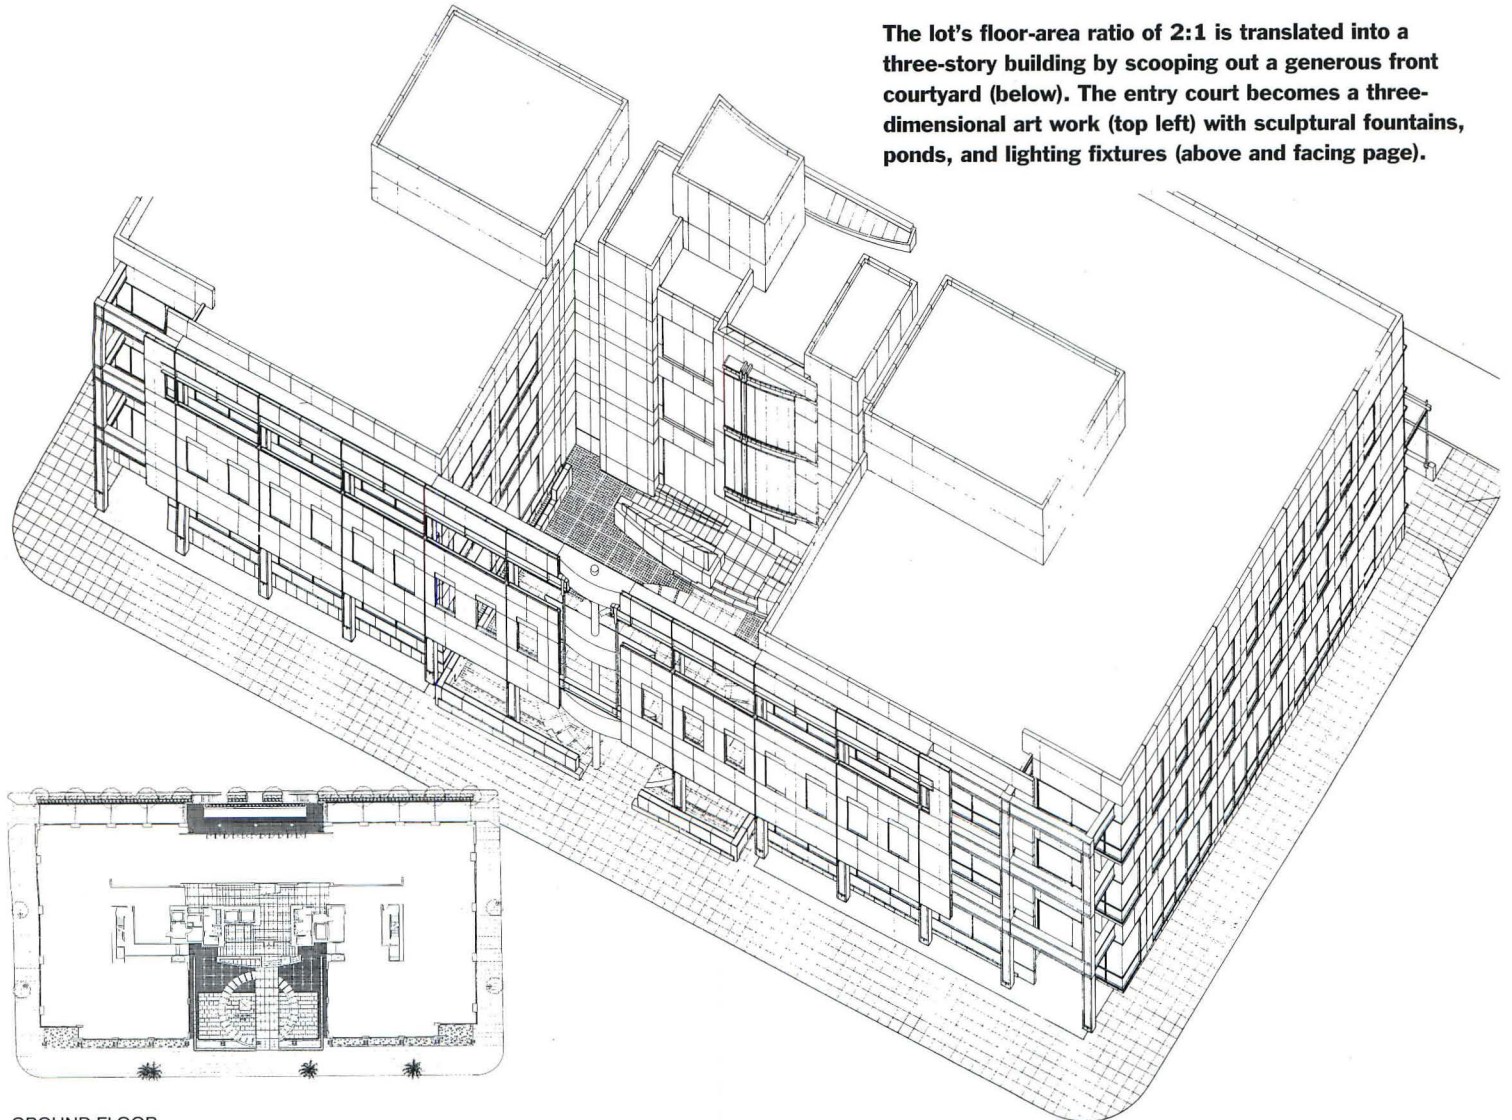 The lot's floor-area ratio of 2:1 is translated into a
three-story building by scooping out a generous front
courtyard (below). The entry court becomes a three-
dimensional art work (top left) with sculptural fountains,
ponds, and lighting fixtures (above and facing page).
GROUND FLOOR